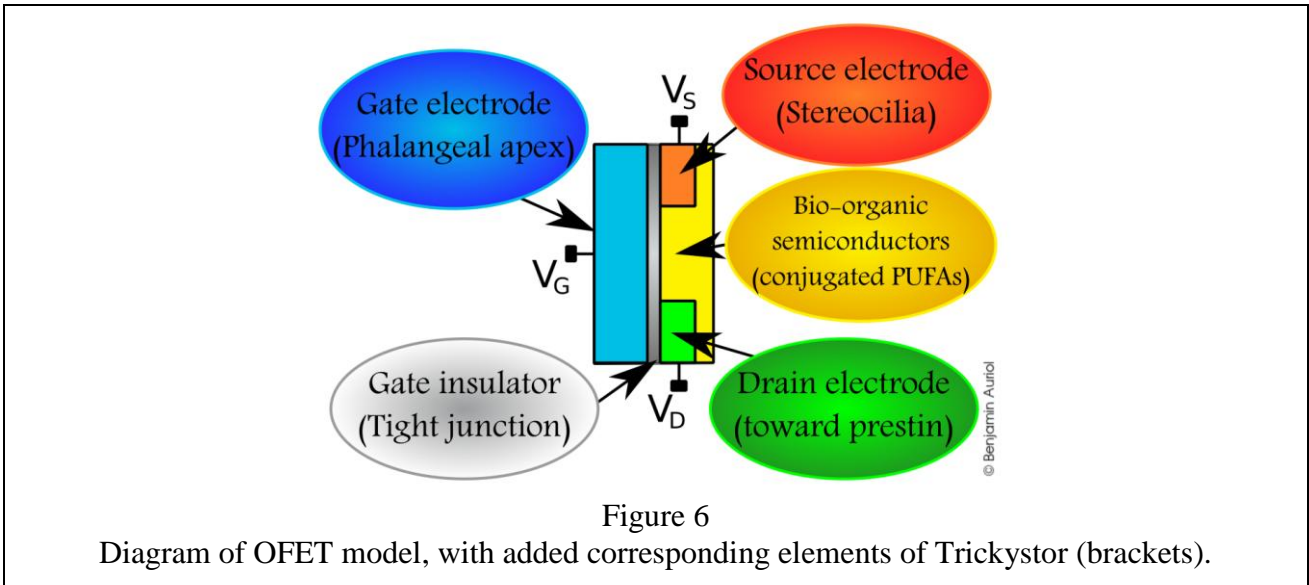 Gate electrode
(Phalangeal apex)
VS
Source electrode
(Stereocilia)
Bio-organic
semiconductors
(conjugated PUFAs)
VG
Gate insulator
(Tight junction)
VD
Drain electrode
(toward prestin)
© Benjamin Auriol
Figure 6
Diagram of OFET model, with added corresponding elements of Trickystor (brackets).